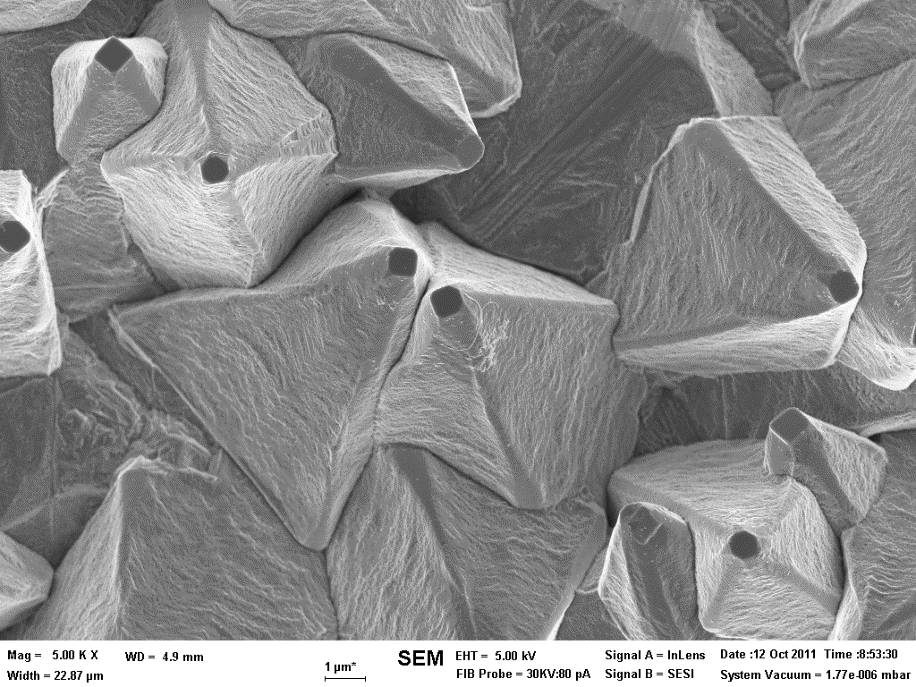 Mag = 5.00 K X WD = 4.9 mm SEM EHT = 5.00 kV Signal A = InLens Date :12 Oct 2011 Time :8:53:30
Width = 22.87 µm 1 µm* FIB Probe = 30KV:80 pA Signal B = SESI System Vacuum = 1.77e-006 mbar